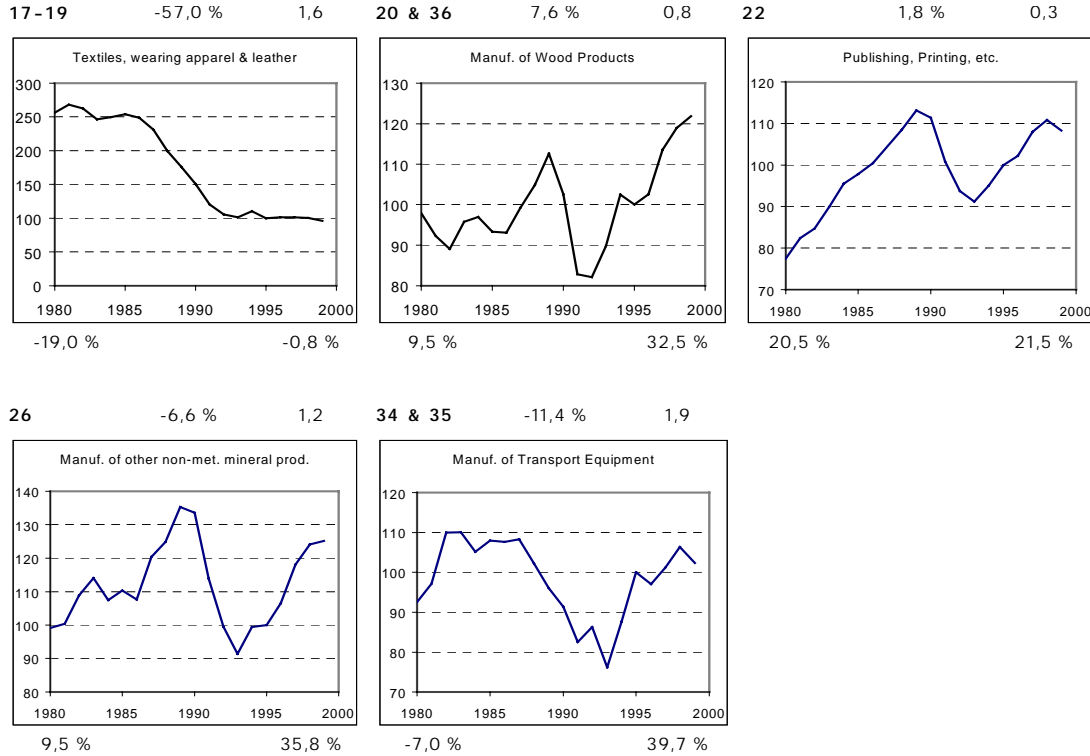 17-19 -57,0 % 1,6
Textiles, wearing apparel & leather
300
250
200
150
100
50
0
1980 1985 1990 1995 2000
-19,0 % -0,8 %
20 & 36 7,6 % 0,8
Manuf. of Wood Products
130
120
110
100
90
80
1980 1985 1990 1995 2000
9,5 % 32,5 %
22 1,8 % 0,3
Publishing, Printing, etc.
120
110
100
90
80
70
1980 1985 1990 1995 2000
20,5 % 21,5 %
26 -6,6 % 1,2
Manuf. of other non-met. mineral prod.
140
130
120
110
100
90
80
1980 1985 1990 1995 2000
9,5 % 35,8 %
34 & 35 -11,4 % 1,9
Manuf. of Transport Equipment
120
110
100
90
80
70
1980 1985 1990 1995 2000
-7,0 % 39,7 %